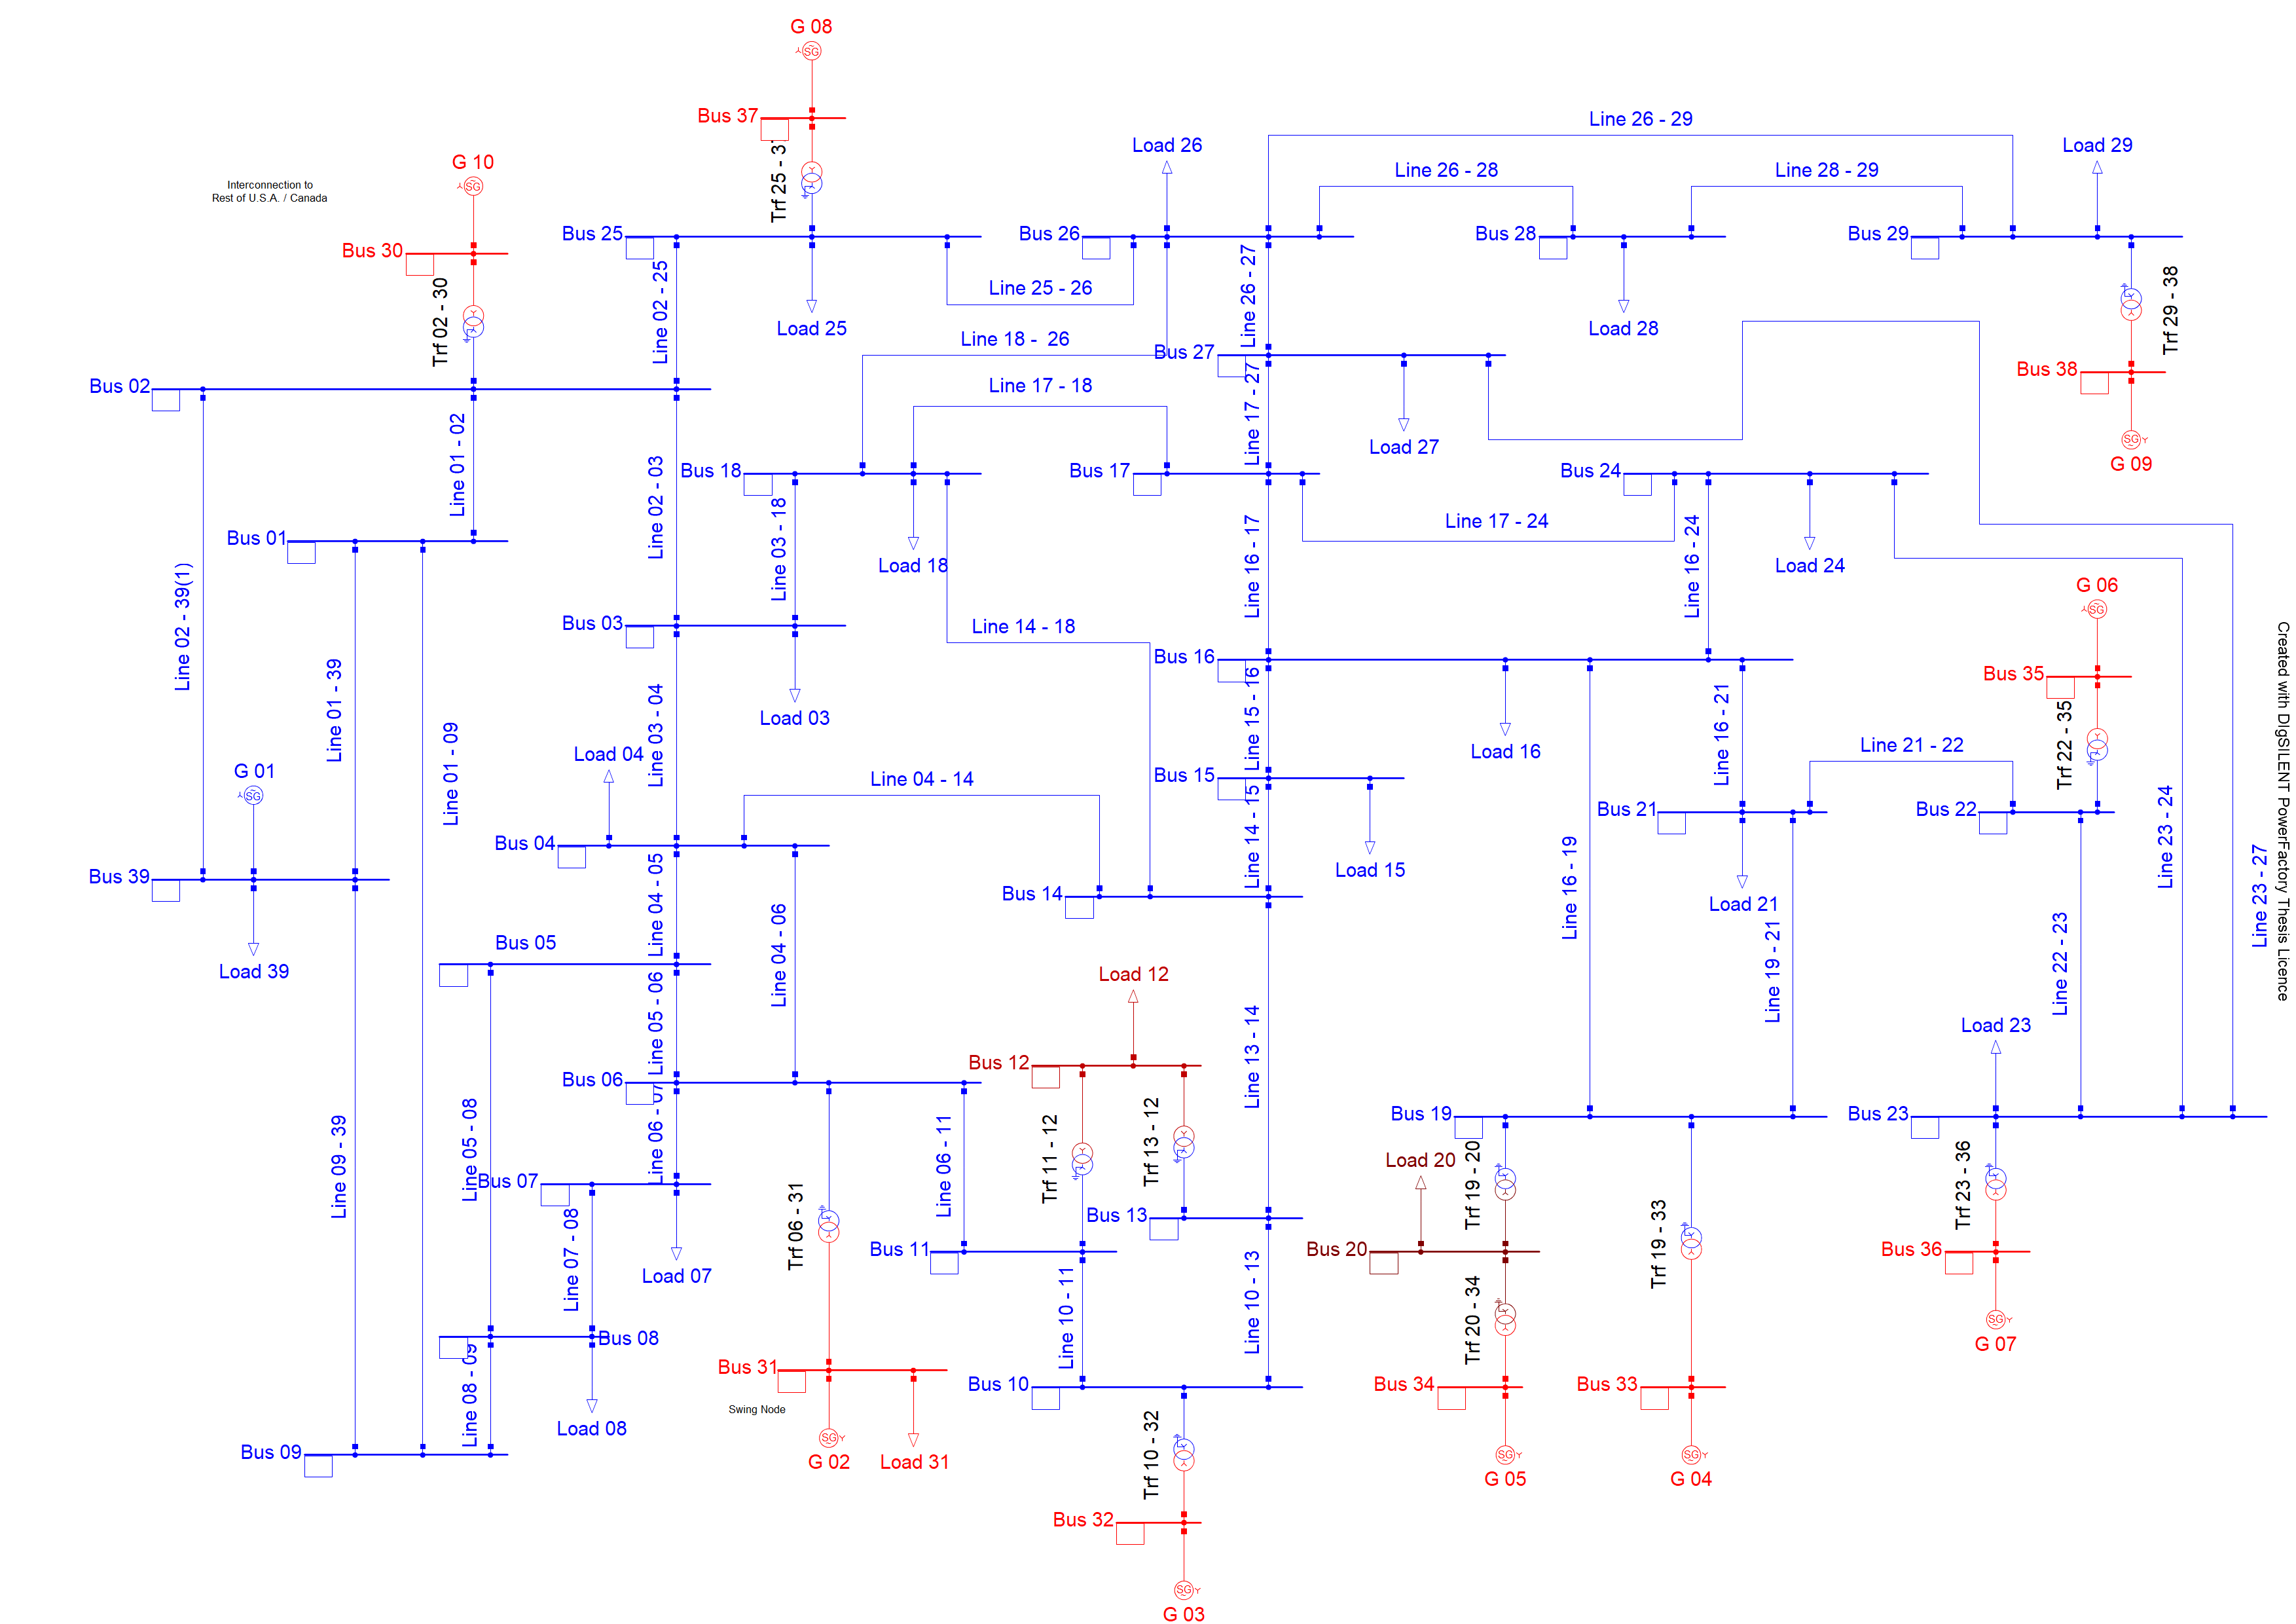 G 08
Bus 37
Trf 25 - 3
Line 26 - 29
Load 26
Load 29
G 10
Interconnection to
Rest of U.S.A. / Canada
Line 26 - 28
Line 28 - 29
Bus 30
Bus 25
Bus 26
Bus 28
Bus 29
Trf 02 - 30
Line 02 - 25
Line 25 - 26
Line 26 - 27
Load 25
Load 28
Trf 29 - 38
Line 18 -  26
Bus 27
Bus 38
Bus 02
Line 17 - 18
Line 17 - 27
Load 27
G 09
Line 01 - 02
Line 02 - 03
Bus 18
Bus 17
Bus 24
Line 03 - 18
Line 17 - 24
Bus 01
Line 16 - 17
Line 16 - 24
Load 18
Load 24
G 06
Line 02 - 39(1)
Bus 03
Line 14 - 18
Created with DIgSILENT PowerFactory Thesis Licence
Bus 16
Bus 35
Line 01 - 39
Line 03 - 04
Load 03
Line 15 - 16
Line 16 - 21
Load 16
Trf 22 - 35
Line 01 - 09
Load 04
Line 21 - 22
G 01
Line 04 - 14
Bus 15
Line 14 - 15
Bus 21
Bus 22
Line 23 - 24
Bus 04
Load 15
Line 16 - 19
Line 23 - 27
Bus 39
Line 04 - 05
Bus 14
Load 21
Bus 05
Line 04 - 06
Line 19 - 21
Line 22 - 23
Load 39
Load 12
Line 05 - 06
Line 13 - 14
Load 23
Bus 12
Bus 06
Line 06 - 07
Bus 19
Bus 23
Line 09 - 39
Line 05 - 08
Bus 07
Line 06 - 11
Trf 11 - 12
Trf 13 - 12
Load 20
Trf 19 - 20
Trf 23 - 36
Trf 06 - 31
Bus 13
Trf 19 - 33
Line 07 - 08
Load 07
Bus 11
Bus 20
Bus 36
Line 10 - 11
Line 10 - 13
Trf 20 - 34
Bus 08
G 07
Line 08 - 09
Bus 31
Bus 10
Bus 34
Bus 33
Swing Node
Load 08
Trf 10 - 32
Bus 09
G 02
Load 31
G 05
G 04
Bus 32
G 03